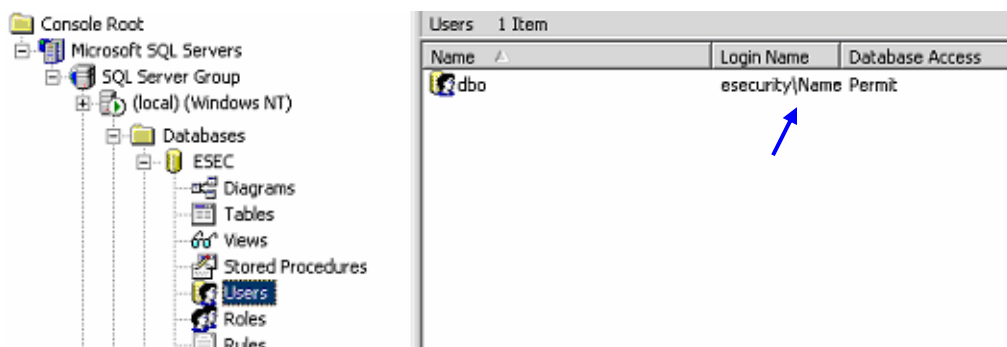 Console Root
Microsoft SQL Servers
SQL Server Group
(local) (Windows NT)
Databases
ESEC
Diagrams
Tables
Views
Stored Procedures
Users
Roles
Rules
Users 1 Item
Name Login Name Database Access
dbo esecurity\Name Permit